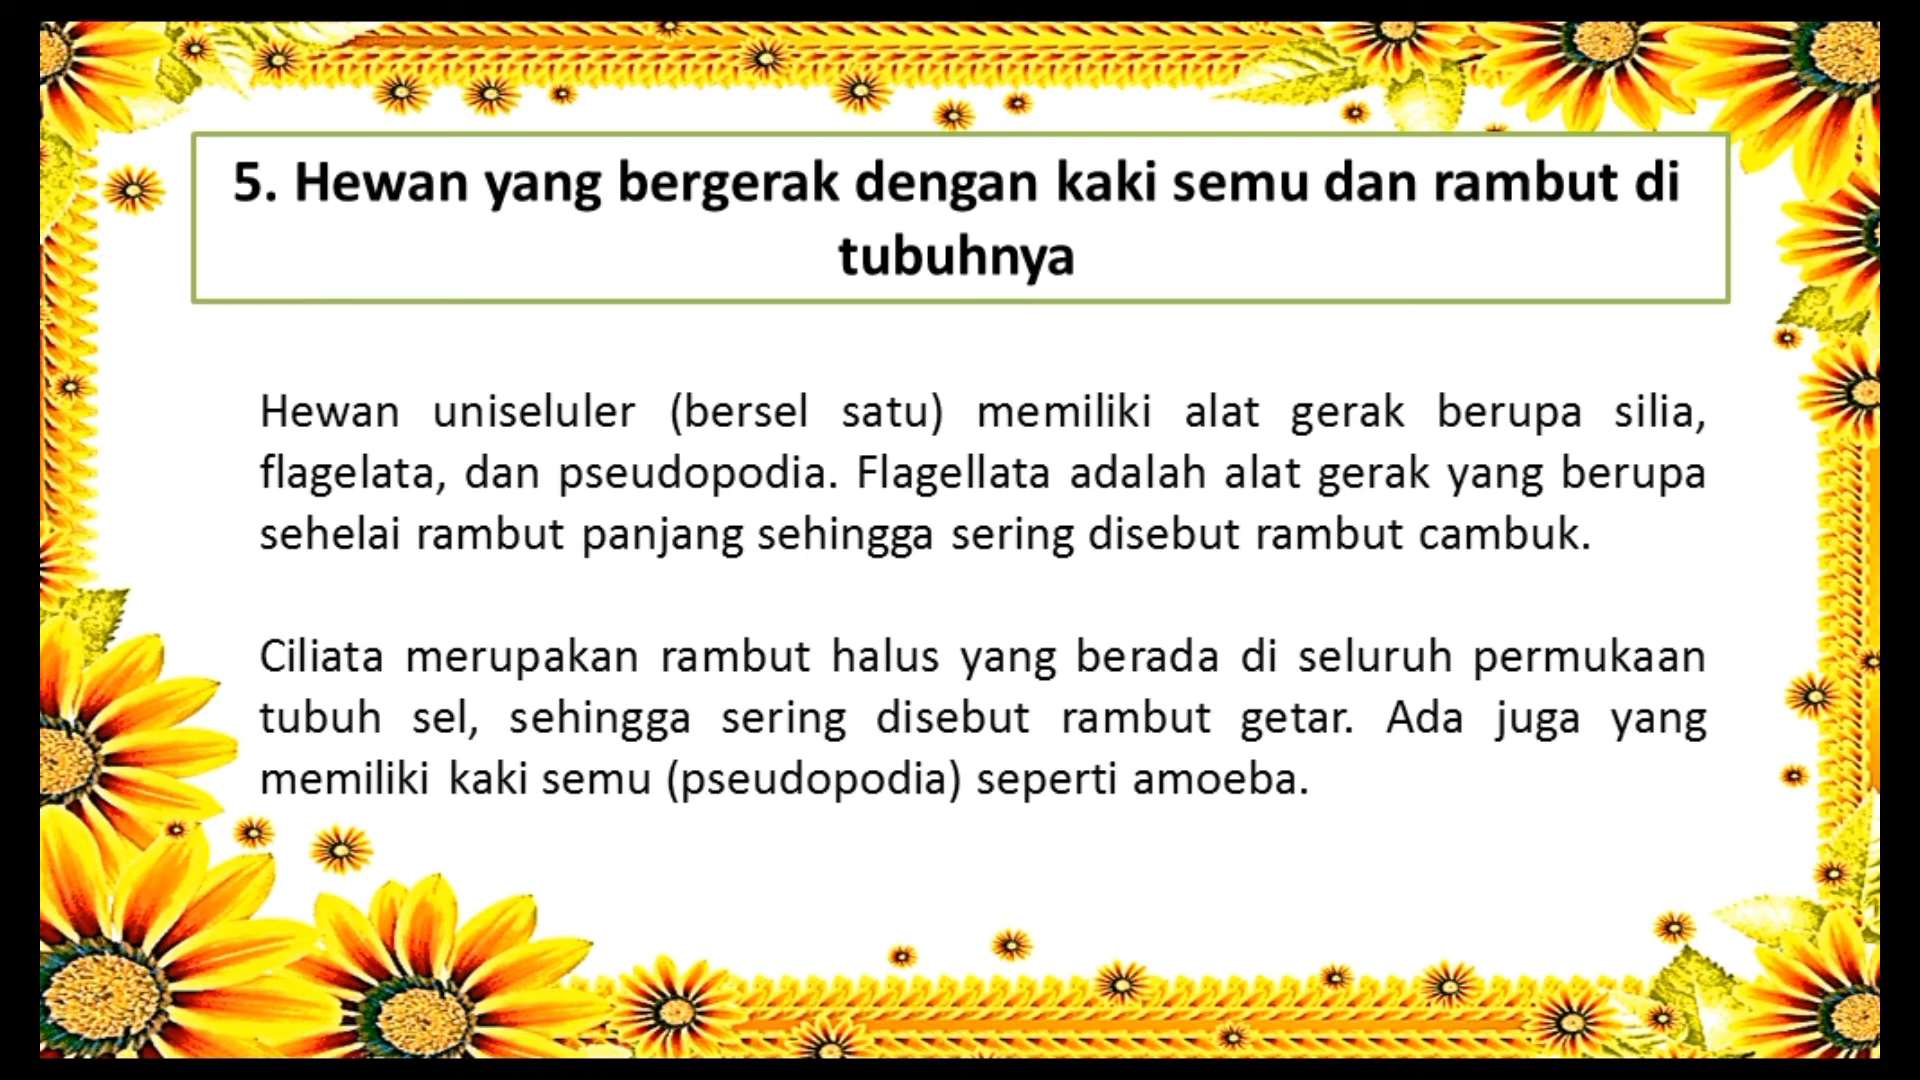 5. Hewan yang bergerak dengan kaki semu dan rambut di
tubuhnya
Hewan uniseluler (bersel satu) memiliki alat gerak berupa silia,
flagelata, dan pseudopodia. Flagellata adalah alat gerak yang berupa
sehelai rambut panjang sehingga sering disebut rambut cambuk.
Ciliata merupakan rambut halus yang berada di seluruh permukaan
tubuh sel, sehingga sering disebut rambut getar. Ada juga yang
memiliki kaki semu (pseudopodia) seperti amoeba.